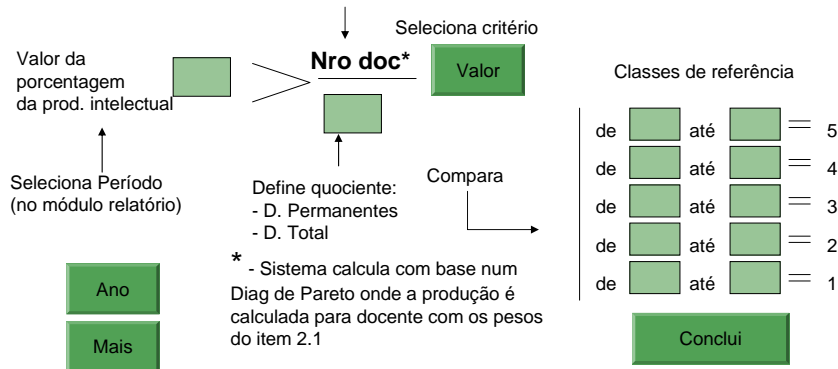 Seleciona critério
Valor da
porcentagem
da prod. intelectual
Nro doc*
Valor
Classes de referência
de até = 5
de até = 4
de até = 3
de até = 2
de até = 1
Seleciona Período
(no módulo relatório)
Define quociente:
- D. Permanentes
- D. Total
Compara
* - Sistema calcula com base num
Diag de Pareto onde a produção é
calculada para docente com os pesos
do item 2.1
Ano
Mais
Conclui